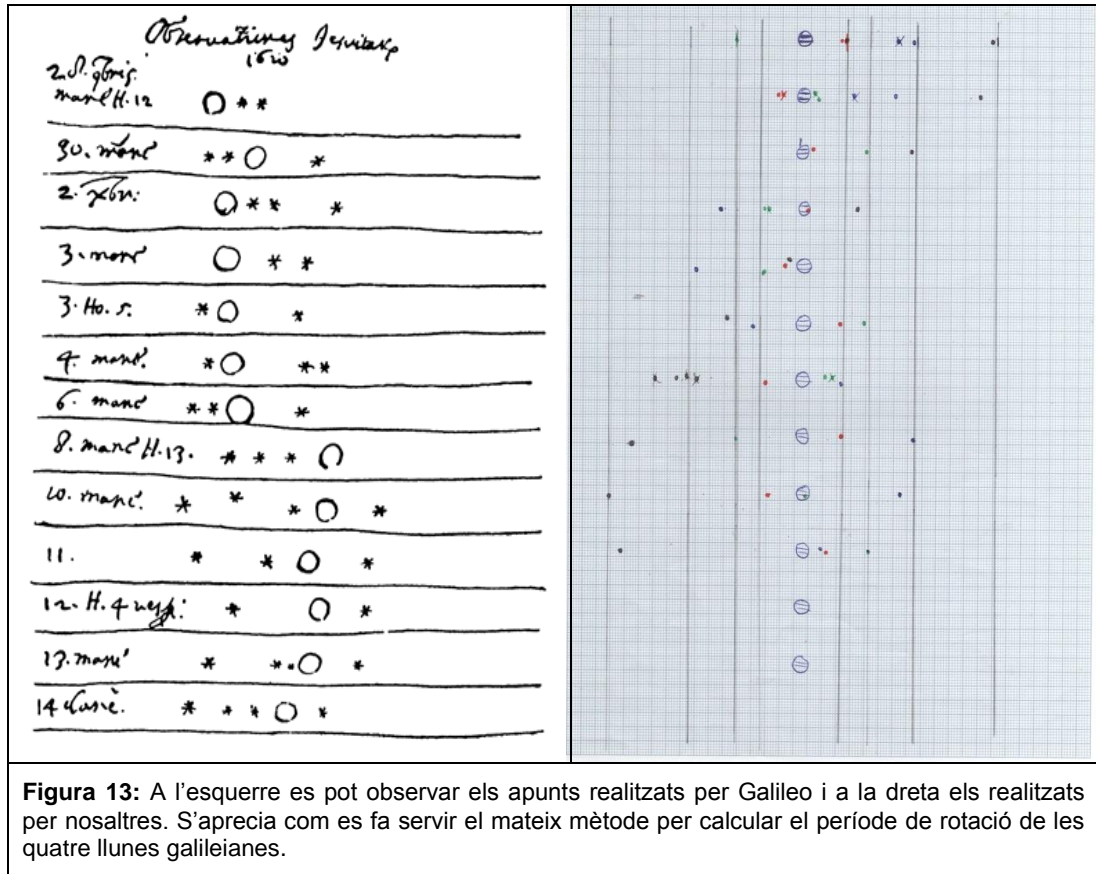 Observationes Jesuitarum
1610
2. S. 9bris.
mane H. 12
30. mane
2. Xbr:
3. mane
3. Ho. 5.
4. mane.
6. mane
8. mane H. 13.
10. mane.
11.
12. H. 4 vesp:
13. mane
14
Figura 13: A l’esquerre es pot observar els apunts realitzats per Galileo i a la dreta els realitzats
per nosaltres. S’aprecia com es fa servir el mateix mètode per calcular el període de rotació de les
quatre llunes galileianes.